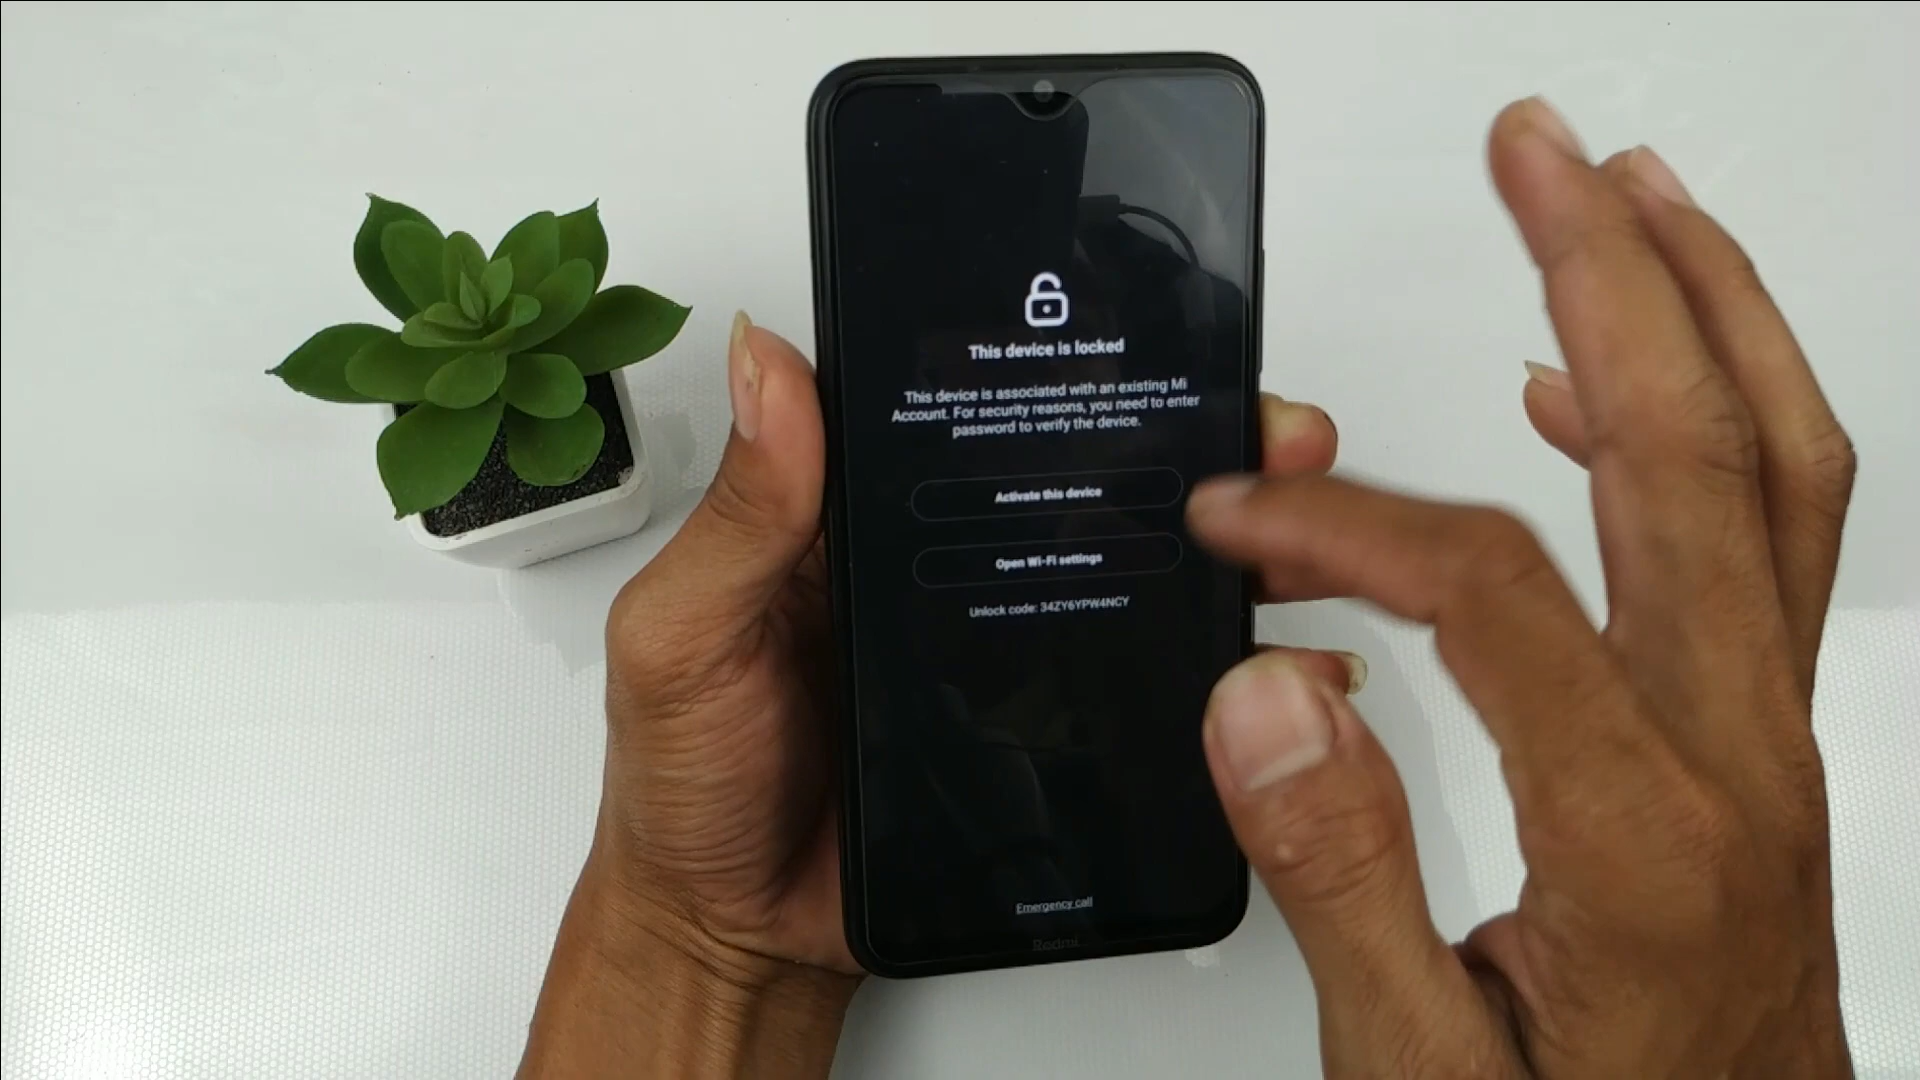 This device is locked
This device is associated with an existing Mi
Account. For security reasons, you need to enter
password to verify the device.
Activate this device
Open Wi-Fi settings
Unlock code: 34ZY6YPW4NCY
Emergency call
Redmi